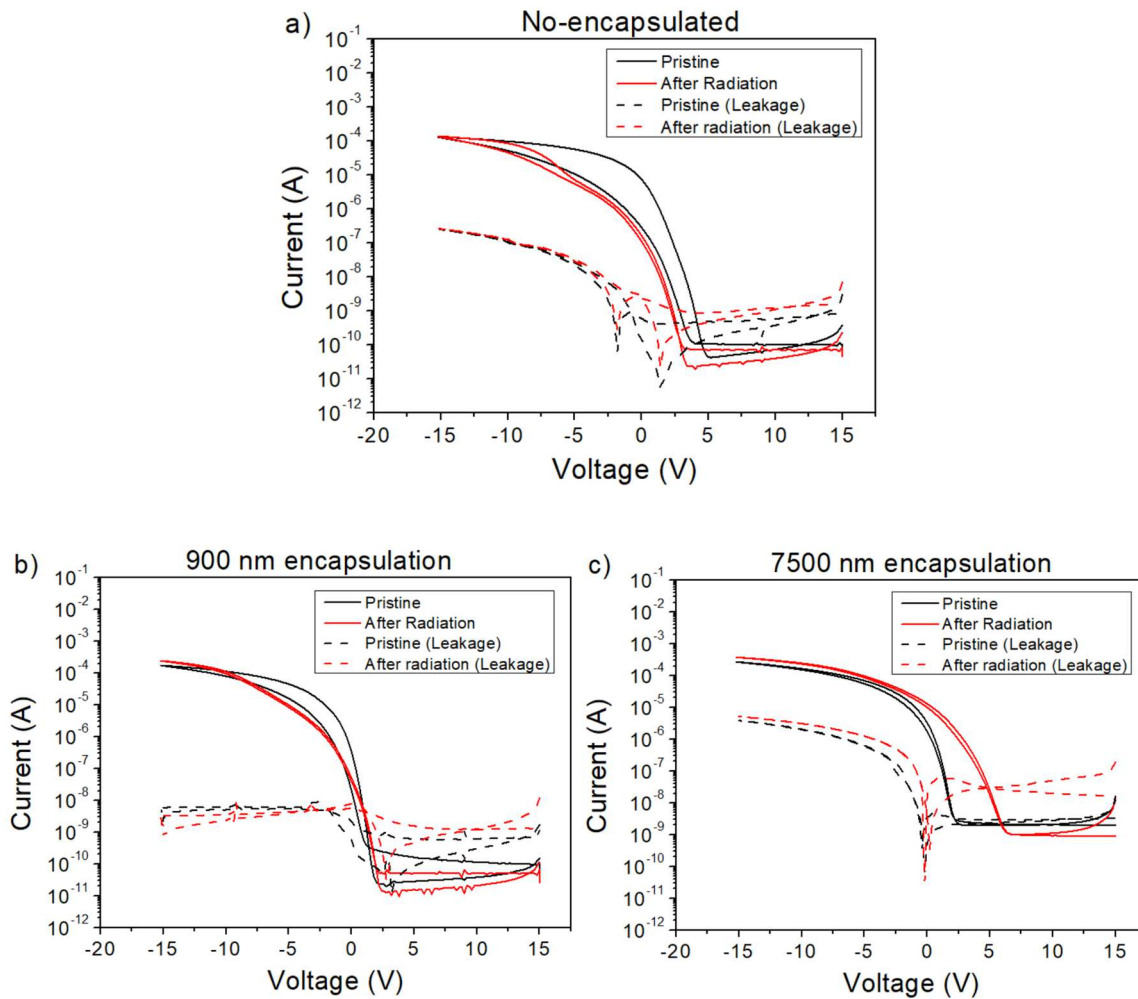 a)
No-encapsulated
10-1
10-2
10-3
10-4
10-5
10-6
10-7
10-8
10-9
10-10
10-11
10-12
Current (A)
Pristine
After Radiation
Pristine (Leakage)
After radiation (Leakage)
-20 -15 -10 -5 0 5 10 15
Voltage (V)
b)
900 nm encapsulation
10-1
10-2
10-3
10-4
10-5
10-6
10-7
10-8
10-9
10-10
10-11
10-12
Current (A)
Pristine
After Radiation
Pristine (Leakage)
After radiation (Leakage)
-20 -15 -10 -5 0 5 10 15
Voltage (V)
c)
7500 nm encapsulation
10-1
10-2
10-3
10-4
10-5
10-6
10-7
10-8
10-9
10-10
10-11
10-12
Current (A)
Pristine
After Radiation
Pristine (Leakage)
After radiation (Leakage)
-20 -15 -10 -5 0 5 10 15
Voltage (V)